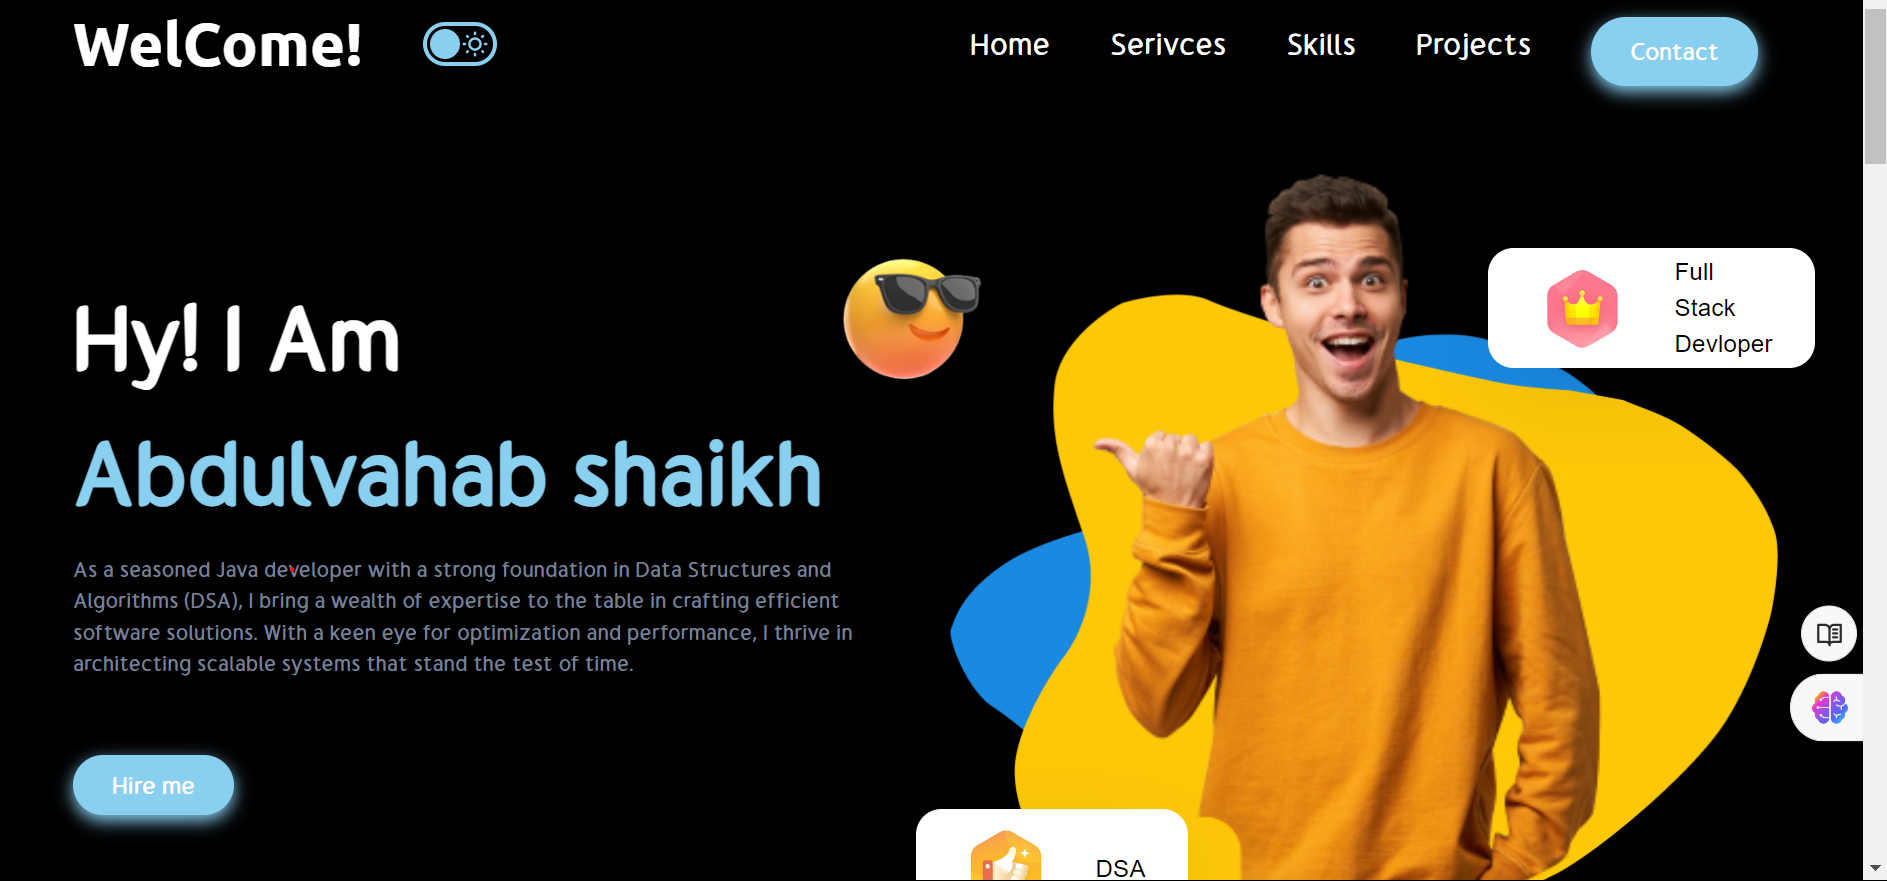 WelCome!
Home
Serivces
Skills
Projects
Contact
Hy! I Am
Abdulvahab shaikh
As a seasoned Java developer with a strong foundation in Data Structures and
Algorithms (DSA), I bring a wealth of expertise to the table in crafting efficient
software solutions. With a keen eye for optimization and performance, I thrive in
architecting scalable systems that stand the test of time.
Hire me
Full
Stack
Devloper
DSA